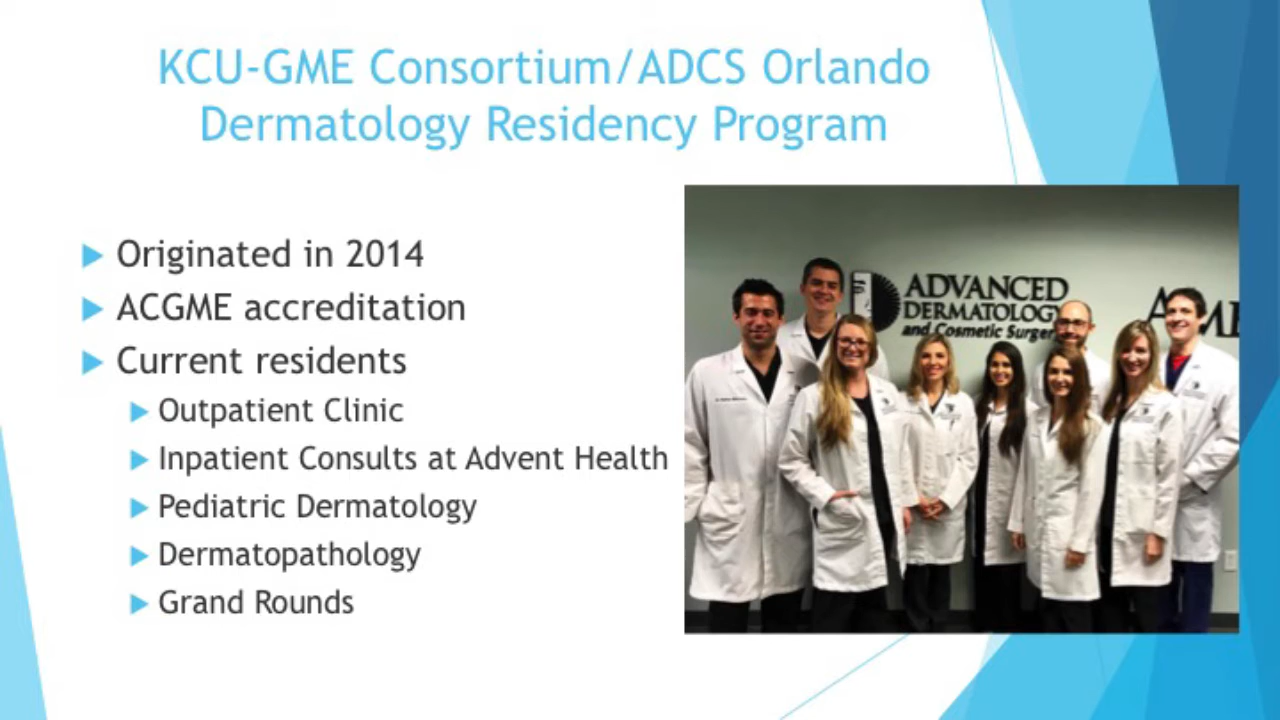 KCU-GME Consortium/ADCS Orlando
Dermatology Residency Program
Originated in 2014
ACGME accreditation
Current residents
Outpatient Clinic
Inpatient Consults at Advent Health
Pediatric Dermatology
Dermatopathology
Grand Rounds
ADVANCED
DERMATOLOGY
and Cosmetic Surger